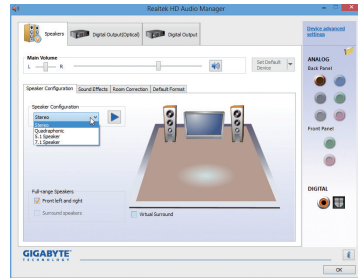 Realtek HD Audio Manager
Speakers
Digital Output(Optical)
Digital Output
Device advanced settings
Main Volume
L
R
Set Default Device
ANALOG
Back Panel
Speaker Configuration
Sound Effects
Room Correction
Default Format
Speaker Configuration
Stereo
Stereo
Quadraphonic
5.1 Speaker
7.1 Speaker
Front Panel
Full-range Speakers
Front left and right
Surround speakers
Virtual Surround
DIGITAL
GIGABYTE
TECHNOLOGY
i
OK